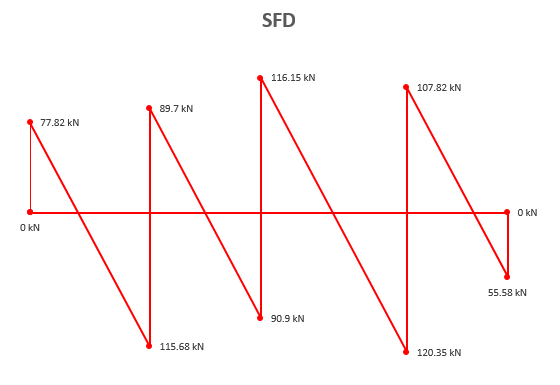 SFD
116.15 kN
107.82 kN
89.7 kN
77.82 kN
0 kN
0 kN
55.58 kN
90.9 kN
115.68 kN
120.35 kN